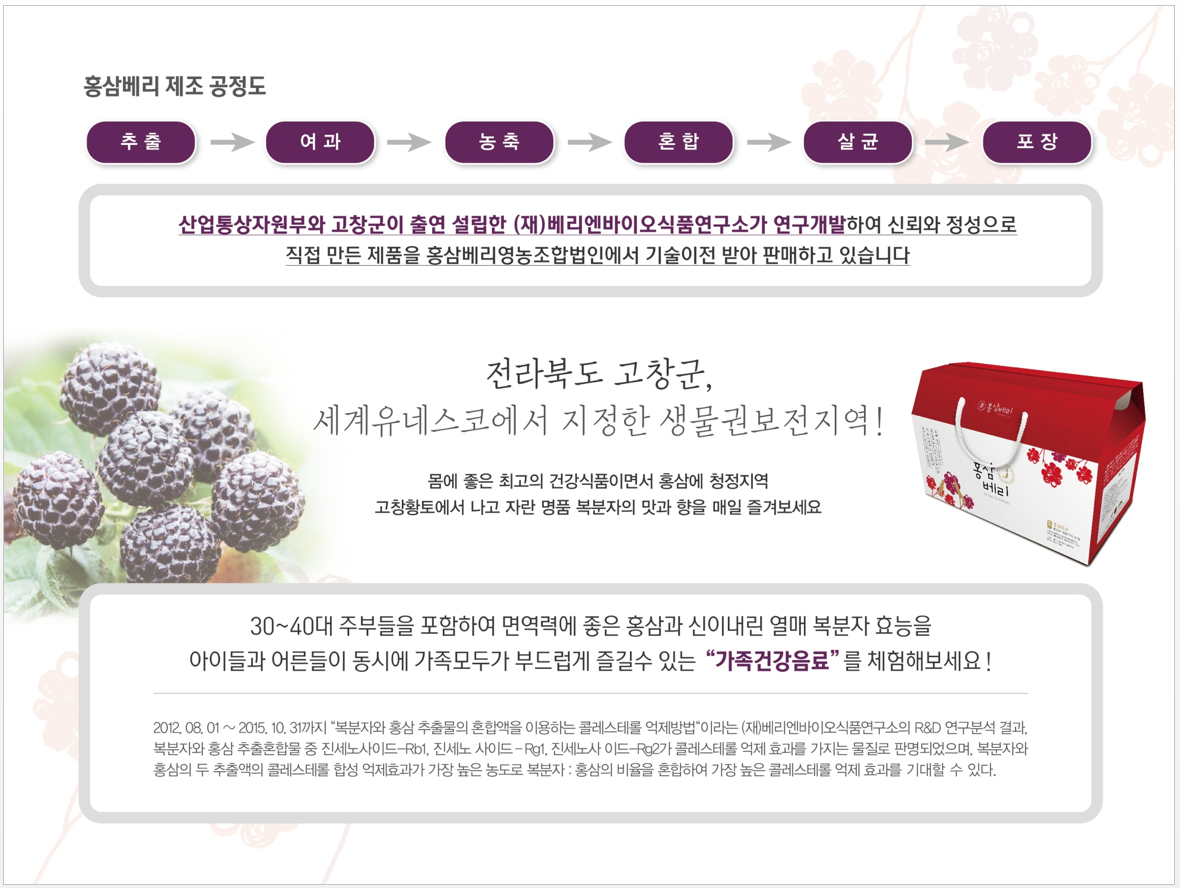 홍삼베리 제조 공정도
추출
여과
농축
혼합
살균
포장
산업통상자원부와 고창군이 출연 설립한 (재)베리엔바이오식품연구소가 연구개발하여 신뢰와 정성으로
직접 만든 제품을 홍삼베리영농조합법인에서 기술이전 받아 판매하고 있습니다
전라북도 고창군,
세계유네스코에서 지정한 생물권보전지역!
몸에 좋은 최고의 건강식품이면서 홍삼에 청정지역
고창황토에서 나고 자란 명품 복분자의 맛과 향을 매일 즐겨보세요
홍삼베리
홍삼
베리
30~40대 주부들을 포함하여 면역력에 좋은 홍삼과 신이내린 열매 복분자 효능을
아이들과 어른들이 동시에 가족모두가 부드럽게 즐길수 있는 “가족건강음료”를 체험해보세요!
2012. 08. 01 ~ 2015. 10. 31까지 “복분자와 홍삼 추출물의 혼합액을 이용하는 콜레스테롤 억제방법“이라는 (재)베리엔바이오식품연구소의 R&D 연구분석 결과,
복분자와 홍삼 추출혼합물 중 진세노사이드-Rb1, 진세노 사이드-Rg1, 진세노사 이드-Rg2가 콜레스테롤 억제 효과를 가지는 물질로 판명되었으며, 복분자와
홍삼의 두 추출액의 콜레스테롤 합성 억제효과가 가장 높은 농도로 복분자 : 홍삼의 비율을 혼합하여 가장 높은 콜레스테롤 억제 효과를 기대할 수 있다.